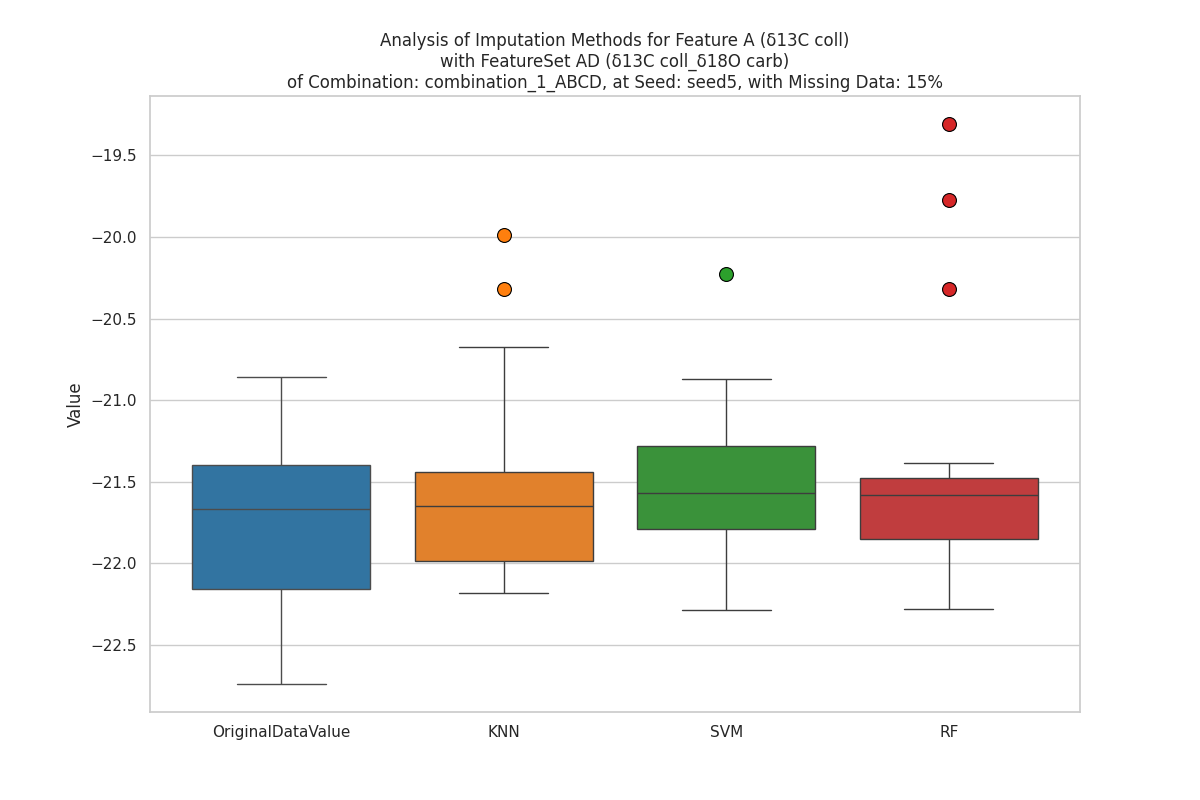 Analysis of Imputation Methods for Feature A (δ13C coll)
with FeatureSet AD (δ13C coll_δ18O carb)
of Combination: combination_1_ABCD, at Seed: seed5, with Missing Data: 15%
Value
−19.5
−20.0
−20.5
−21.0
−21.5
−22.0
−22.5
OriginalDataValue KNN SVM RF